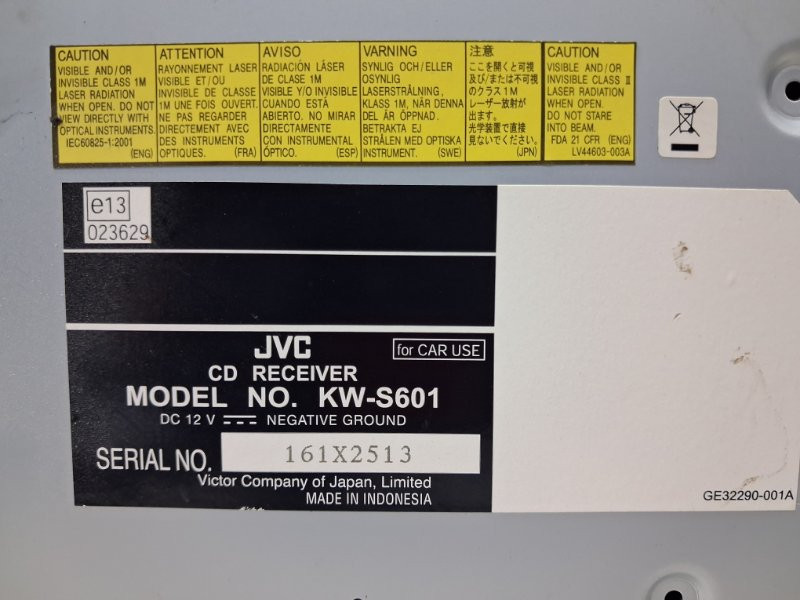 CAUTION
VISIBLE AND/OR
INVISIBLE CLASS 1M
LASER RADIATION
WHEN OPEN. DO NOT
VIEW DIRECTLY WITH
OPTICAL INSTRUMENTS.
IEC60825-1:2001
(ENG)
ATTENTION
RAYONNEMENT LASER
VISIBLE ET/OU
INVISIBLE DE CLASSE
1M UNE FOIS OUVERT.
NE PAS REGARDER
DIRECTEMENT AVEC
DES INSTRUMENTS
OPTIQUES. (FRA)
AVISO
RADIACIÓN LÁSER
DE CLASE 1M
VISIBLE Y/O INVISIBLE
CUANDO ESTÁ
ABIERTO. NO MIRAR
DIRECTAMENTE
CON INSTRUMENTAL
ÓPTICO. (ESP)
VARNING
SYNLIG OCH/ELLER
OSYNLIG
LASERSTRÅLNING,
KLASS 1M, NÄR DENNA
DEL ÄR ÖPPNAD.
BETRAKTA EJ
STRÅLEN MED OPTISKA
INSTRUMENT. (SWE)
注意
ここを開くと可視
及び/または不可視
のクラス1M
レーザー放射が
出ます。
光学装置で直接
見ないでください。
(JPN)
CAUTION
VISIBLE AND/OR
INVISIBLE CLASS II
LASER RADIATION
WHEN OPEN.
DO NOT STARE
INTO BEAM.
FDA 21 CFR (ENG)
LV44603-003A
e13
023629
JVC
for CAR USE
CD RECEIVER
MODEL NO. KW-S601
DC 12 V NEGATIVE GROUND
SERIAL NO. 161X2513
Victor Company of Japan, Limited
MADE IN INDONESIA
GE32290-001A